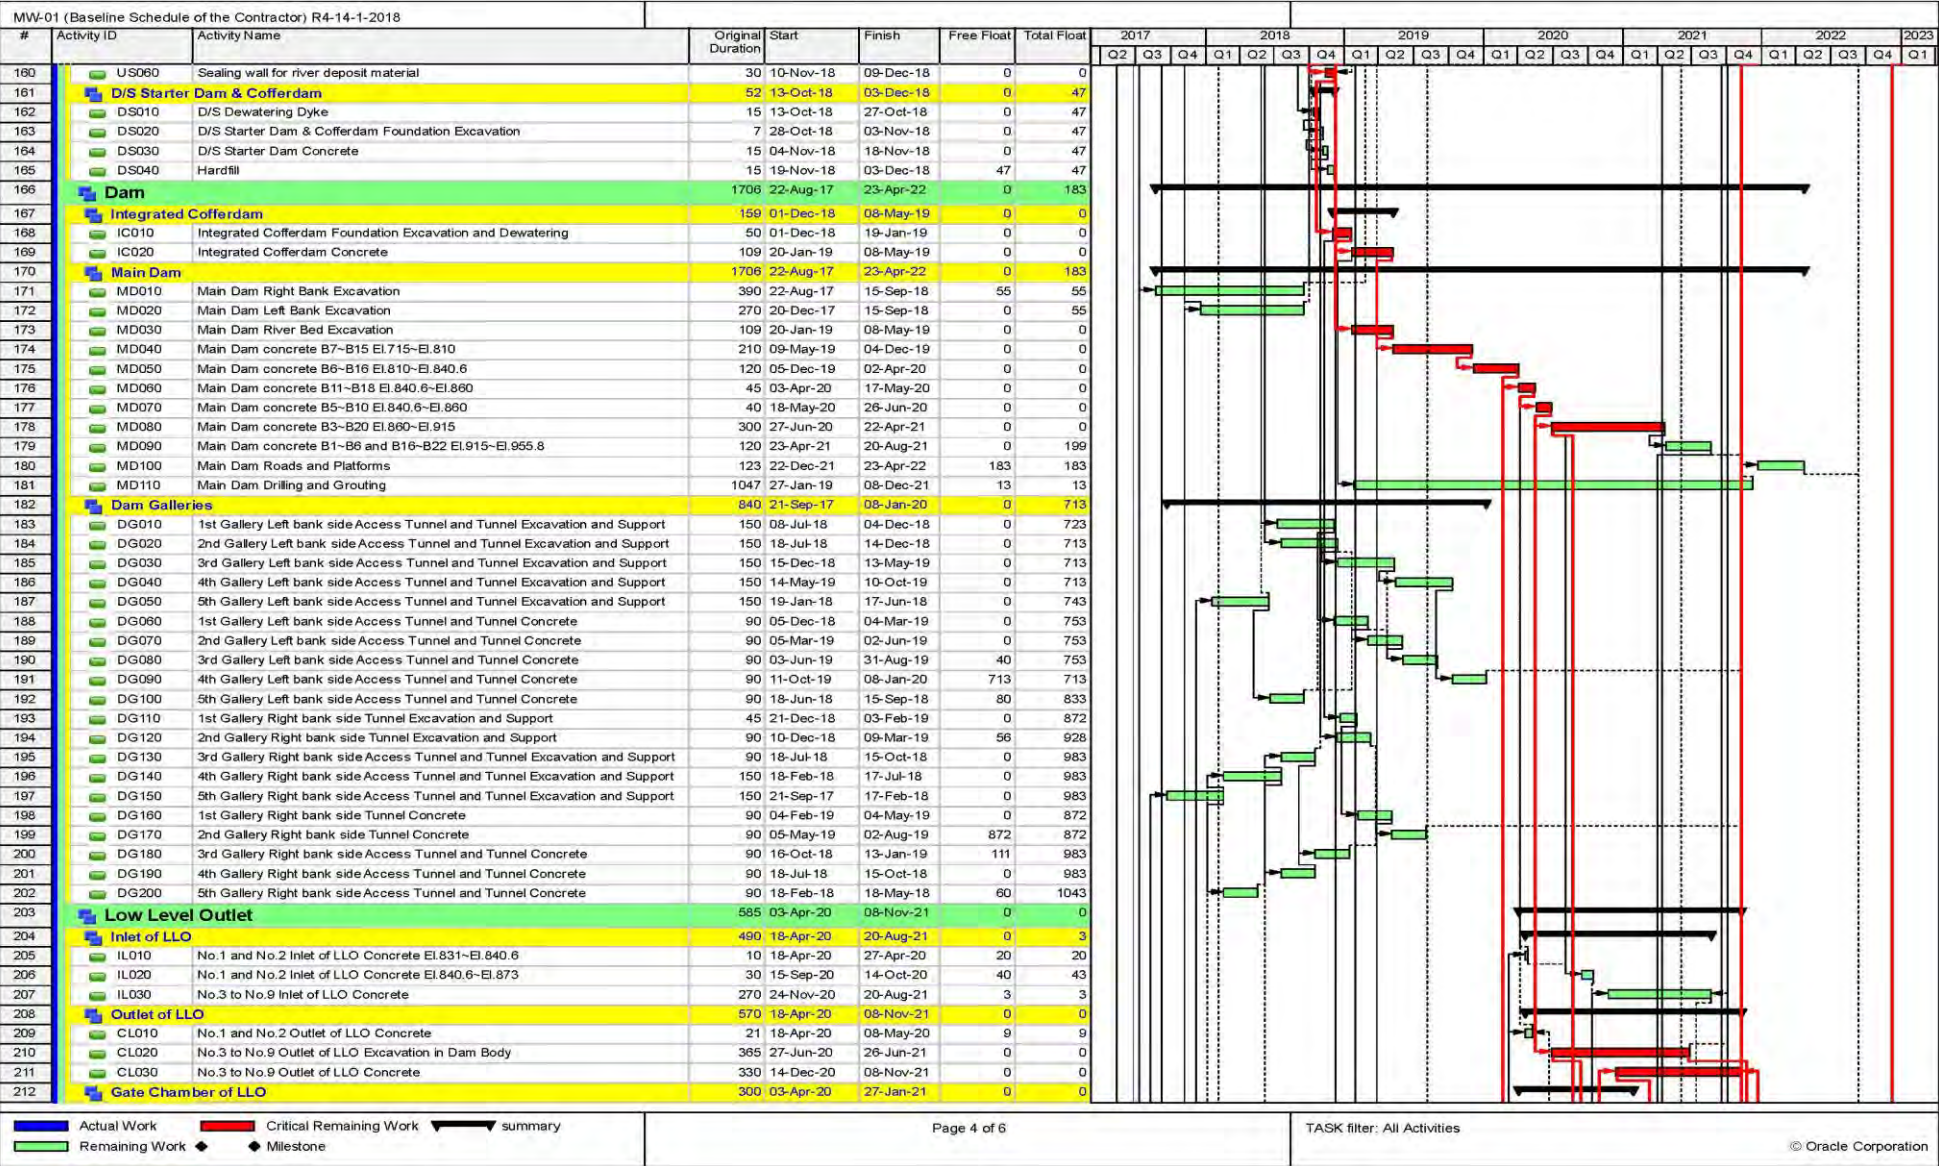 MW-01 (Baseline Schedule of the Contractor) R4-14-1-2018
# Activity ID Activity Name Original Duration Start Finish Free Float Total Float 2017 2018 2019 2020 2021 2022 2023
Q2 Q3 Q4 Q1 Q2 Q3 Q4 Q1 Q2 Q3 Q4 Q1 Q2 Q3 Q4 Q1 Q2 Q3 Q4 Q1 Q2 Q3 Q4 Q1
160 US060 Sealing wall for river deposit material 30 10-Nov-18 09-Dec-18 0 0
161 D/S Starter Dam & Cofferdam 52 13-Oct-18 03-Dec-18 0 47
162 DS010 D/S Dewatering Dyke 15 13-Oct-18 27-Oct-18 0 47
163 DS020 D/S Starter Dam & Cofferdam Foundation Excavation 7 28-Oct-18 03-Nov-18 0 47
164 DS030 D/S Starter Dam Concrete 15 04-Nov-18 18-Nov-18 0 47
165 DS040 Hardfill 15 19-Nov-18 03-Dec-18 47 47
166 Dam 1706 22-Aug-17 23-Apr-22 0 183
167 Integrated Cofferdam 159 01-Dec-18 08-May-19 0 0
168 IC010 Integrated Cofferdam Foundation Excavation and Dewatering 50 01-Dec-18 19-Jan-19 0 0
169 IC020 Integrated Cofferdam Concrete 109 20-Jan-19 08-May-19 0 0
170 Main Dam 1706 22-Aug-17 23-Apr-22 0 183
171 MD010 Main Dam Right Bank Excavation 390 22-Aug-17 15-Sep-18 55 55
172 MD020 Main Dam Left Bank Excavation 270 20-Dec-17 15-Sep-18 0 55
173 MD030 Main Dam River Bed Excavation 109 20-Jan-19 08-May-19 0 0
174 MD040 Main Dam concrete B7~B15 El.715~El.810 210 09-May-19 04-Dec-19 0 0
175 MD050 Main Dam concrete B6~B16 El.810~El.840.6 120 05-Dec-19 02-Apr-20 0 0
176 MD060 Main Dam concrete B11~B18 El.840.6~El.860 45 03-Apr-20 17-May-20 0 0
177 MD070 Main Dam concrete B5~B10 El.840.6~El.860 40 18-May-20 26-Jun-20 0 0
178 MD080 Main Dam concrete B3~B20 El.860~El.915 300 27-Jun-20 22-Apr-21 0 0
179 MD090 Main Dam concrete B1~B6 and B16~B22 El.915~El.955.8 120 23-Apr-21 20-Aug-21 0 199
180 MD100 Main Dam Roads and Platforms 123 22-Dec-21 23-Apr-22 183 183
181 MD110 Main Dam Drilling and Grouting 1047 27-Jan-19 08-Dec-21 13 13
182 Dam Galleries 840 21-Sep-17 08-Jan-20 0 713
183 DG010 1st Gallery Left bank side Access Tunnel and Tunnel Excavation and Support 150 08-Jul-18 04-Dec-18 0 723
184 DG020 2nd Gallery Left bank side Access Tunnel and Tunnel Excavation and Support 150 18-Jul-18 14-Dec-18 0 713
185 DG030 3rd Gallery Left bank side Access Tunnel and Tunnel Excavation and Support 150 15-Dec-18 13-May-19 0 713
186 DG040 4th Gallery Left bank side Access Tunnel and Tunnel Excavation and Support 150 14-May-19 10-Oct-19 0 713
187 DG050 5th Gallery Left bank side Access Tunnel and Tunnel Excavation and Support 150 19-Jan-18 17-Jun-18 0 743
188 DG060 1st Gallery Left bank side Access Tunnel and Tunnel Concrete 90 05-Dec-18 04-Mar-19 0 753
189 DG070 2nd Gallery Left bank side Access Tunnel and Tunnel Concrete 90 05-Mar-19 02-Jun-19 0 753
190 DG080 3rd Gallery Left bank side Access Tunnel and Tunnel Concrete 90 03-Jun-19 31-Aug-19 40 753
191 DG090 4th Gallery Left bank side Access Tunnel and Tunnel Concrete 90 11-Oct-19 08-Jan-20 713 713
192 DG100 5th Gallery Left bank side Access Tunnel and Tunnel Concrete 90 18-Jun-18 15-Sep-18 80 833
193 DG110 1st Gallery Right bank side Tunnel Excavation and Support 45 21-Dec-18 03-Feb-19 0 872
194 DG120 2nd Gallery Right bank side Tunnel Excavation and Support 90 10-Dec-18 09-Mar-19 56 928
195 DG130 3rd Gallery Right bank side Access Tunnel and Tunnel Excavation and Support 90 18-Jul-18 15-Oct-18 0 983
196 DG140 4th Gallery Right bank side Access Tunnel and Tunnel Excavation and Support 150 18-Feb-18 17-Jul-18 0 983
197 DG150 5th Gallery Right bank side Access Tunnel and Tunnel Excavation and Support 150 21-Sep-17 17-Feb-18 0 983
198 DG160 1st Gallery Right bank side Tunnel Concrete 90 04-Feb-19 04-May-19 0 872
199 DG170 2nd Gallery Right bank side Tunnel Concrete 90 05-May-19 02-Aug-19 872 872
200 DG180 3rd Gallery Right bank side Access Tunnel and Tunnel Concrete 90 16-Oct-18 13-Jan-19 111 983
201 DG190 4th Gallery Right bank side Access Tunnel and Tunnel Concrete 90 18-Jul-18 15-Oct-18 0 983
202 DG200 5th Gallery Right bank side Access Tunnel and Tunnel Concrete 90 18-Feb-18 18-May-18 60 1043
203 Low Level Outlet 585 03-Apr-20 08-Nov-21 0 0
204 Inlet of LLO 490 18-Apr-20 20-Aug-21 0 3
205 IL010 No.1 and No.2 Inlet of LLO Concrete El.831~El.840.6 10 18-Apr-20 27-Apr-20 20 20
206 IL020 No.1 and No.2 Inlet of LLO Concrete El.840.6~El.873 30 15-Sep-20 14-Oct-20 40 43
207 IL030 No.3 to No.9 Inlet of LLO Concrete 270 24-Nov-20 20-Aug-21 3 3
208 Outlet of LLO 570 18-Apr-20 08-Nov-21 0 0
209 CL010 No.1 and No.2 Outlet of LLO Concrete 21 18-Apr-20 08-May-20 9 9
210 CL020 No.3 to No.9 Outlet of LLO Excavation in Dam Body 365 27-Jun-20 26-Jun-21 0 0
211 CL030 No.3 to No.9 Outlet of LLO Concrete 330 14-Dec-20 08-Nov-21 0 0
212 Gate Chamber of LLO 300 03-Apr-20 27-Jan-21 0 0
Actual Work Critical Remaining Work summary Page 4 of 6 TASK filter: All Activities
Remaining Work Milestone © Oracle Corporation